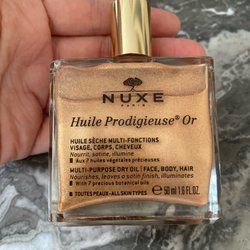 NUXE
PARIS
Huile Prodigieuse® Or
HUILE SÈCHE MULTI-FONCTIONS
VISAGE, CORPS, CHEVEUX
Nourrit, satine, illumine
• Aux 7 huiles végétales précieuses
MULTI-PURPOSE DRY OIL | FACE, BODY, HAIR
Nourishes, leaves a satin finish, illuminates
• With 7 precious botanical oils
TOUTES PEAUX-ALL SKIN TYPES ℮ 50 ml 1.6 FL.OZ.